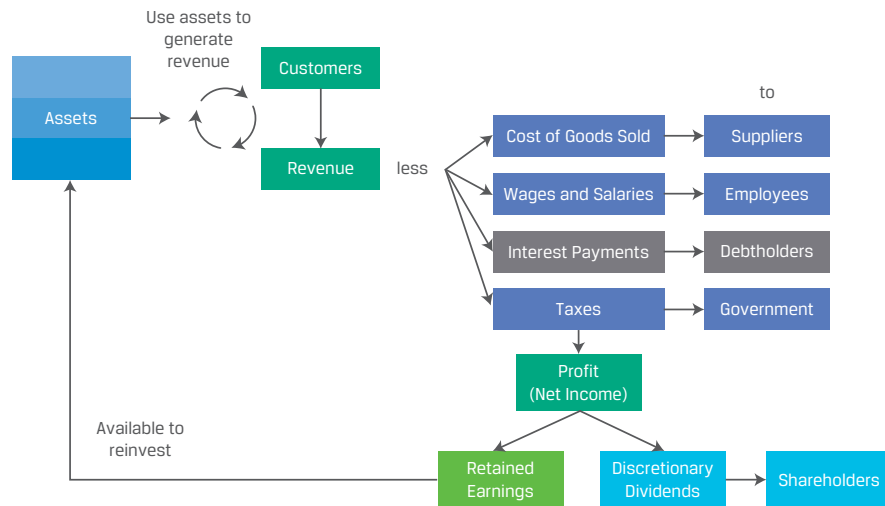 Use assets to
generate
revenue
Assets
Customers
Revenue
less
to
Cost of Goods Sold
Suppliers
Wages and Salaries
Employees
Interest Payments
Debtholders
Taxes
Government
Profit
(Net Income)
Available to
reinvest
Retained
Earnings
Discretionary
Dividends
Shareholders